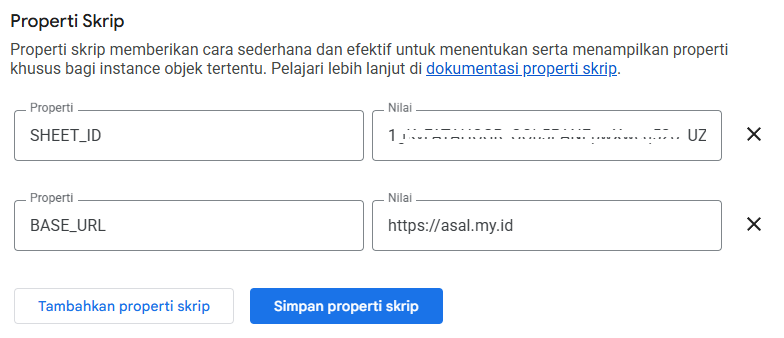 Properti Skrip
Properti skrip memberikan cara sederhana dan efektif untuk menentukan serta menampilkan properti
khusus bagi instance objek tertentu. Pelajari lebih lanjut di dokumentasi properti skrip.
Properti Nilai
SHEET_ID 1 UZ
Properti Nilai
BASE_URL https://asal.my.id
Tambahkan properti skrip Simpan properti skrip